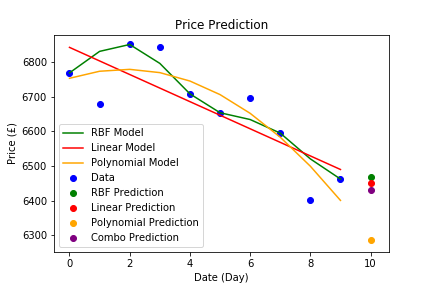 Price Prediction
Price (£)
6800
6700
6600
6500
6400
6300
RBF Model
Linear Model
Polynomial Model
Data
RBF Prediction
Linear Prediction
Polynomial Prediction
Combo Prediction
0
2
4
6
8
10
Date (Day)